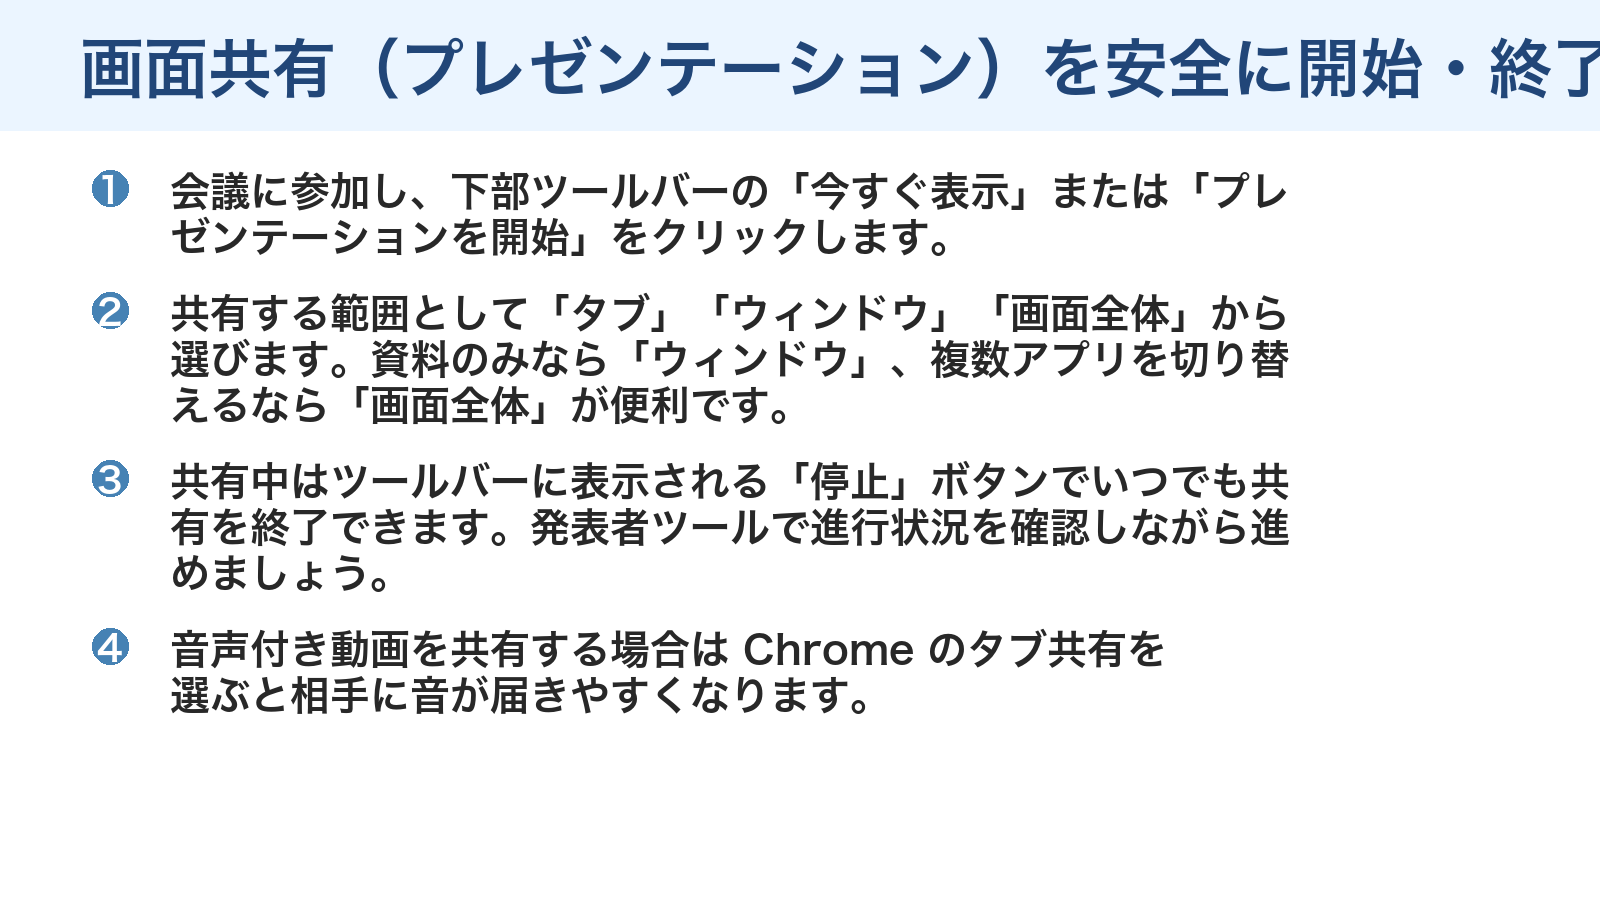 画面共有（プレゼンテーション）を安全に開始・終了
❶ 会議に参加し、下部ツールバーの「今すぐ表示」または「プレ
ゼンテーションを開始」をクリックします。
❷ 共有する範囲として「タブ」「ウィンドウ」「画面全体」から
選びます。資料のみなら「ウィンドウ」、複数アプリを切り替
えるなら「画面全体」が便利です。
❸ 共有中はツールバーに表示される「停止」ボタンでいつでも共
有を終了できます。発表者ツールで進行状況を確認しながら進
めましょう。
❹ 音声付き動画を共有する場合は Chrome のタブ共有を
選ぶと相手に音が届きやすくなります。